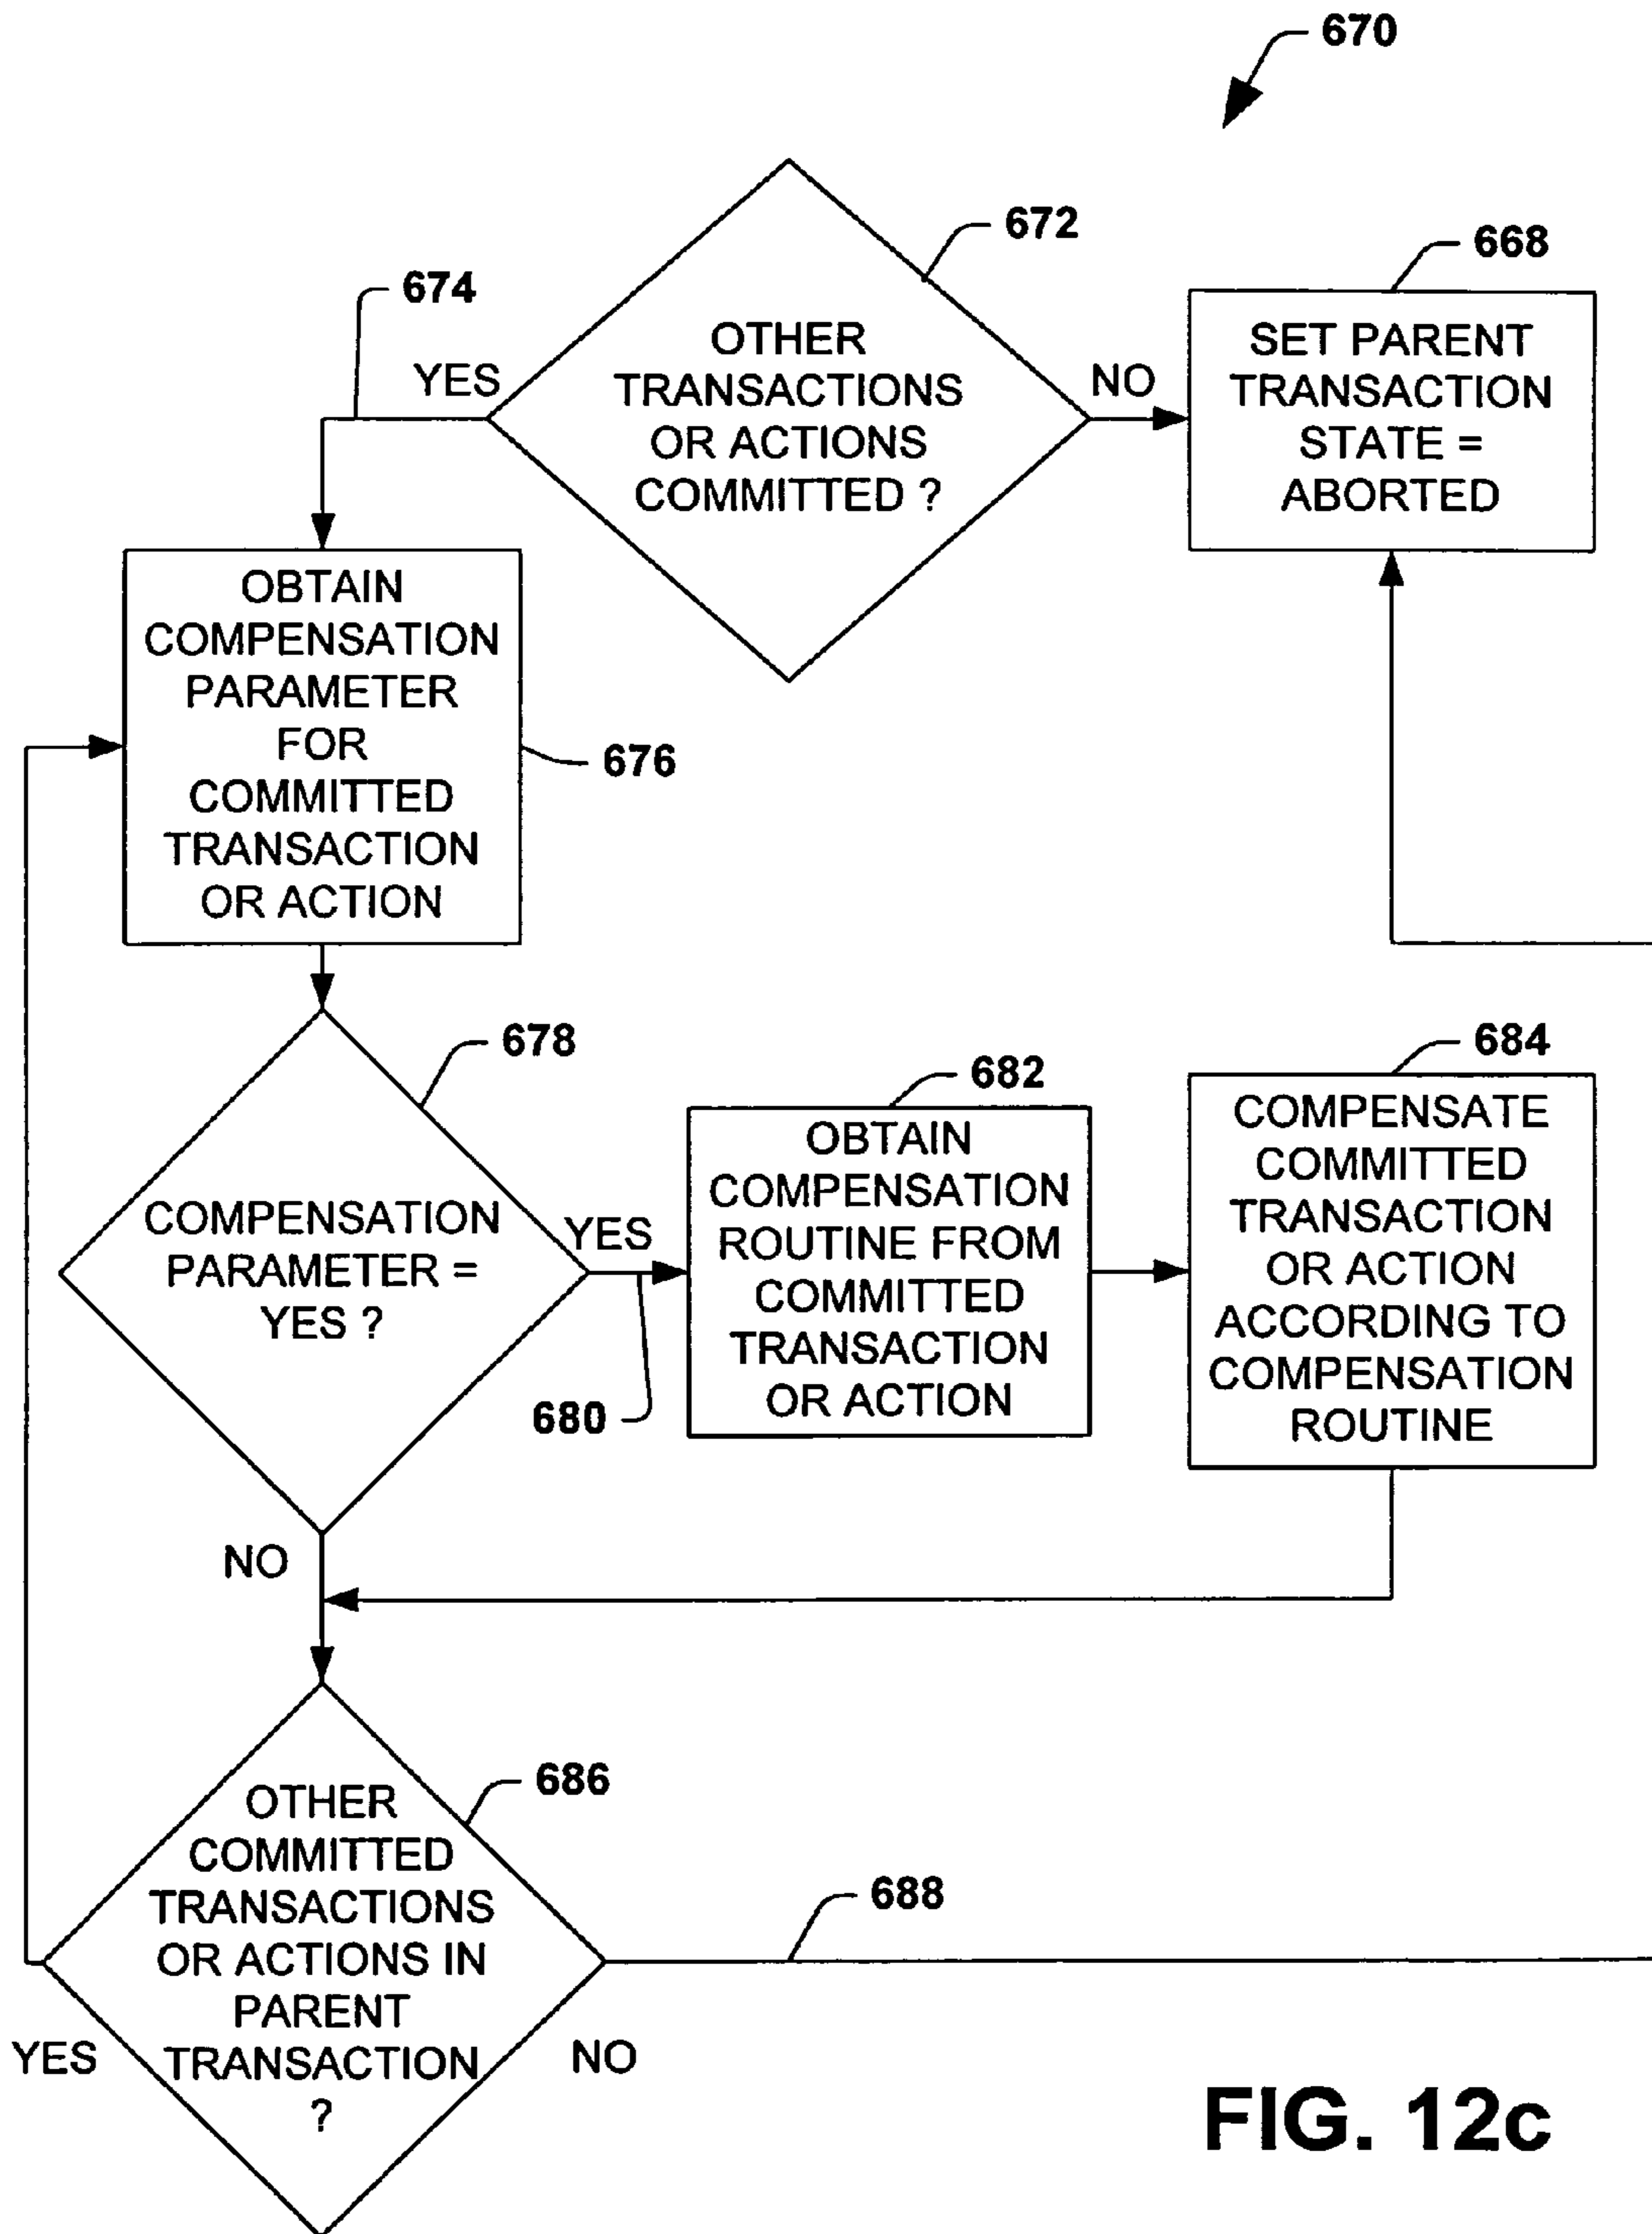 670
672
668
674
OTHER
TRANSACTIONS
OR ACTIONS
COMMITTED ?
YES
NO
SET PARENT
TRANSACTION
STATE =
ABORTED
OBTAIN
COMPENSATION
PARAMETER
FOR
COMMITTED
TRANSACTION
OR ACTION
676
678
COMPENSATION
PARAMETER =
YES ?
YES
680
682
OBTAIN
COMPENSATION
ROUTINE FROM
COMMITTED
TRANSACTION
OR ACTION
684
COMPENSATE
COMMITTED
TRANSACTION
OR ACTION
ACCORDING TO
COMPENSATION
ROUTINE
NO
686
OTHER
COMMITTED
TRANSACTIONS
OR ACTIONS IN
PARENT
TRANSACTION
?
688
YES
NO
FIG. 12c